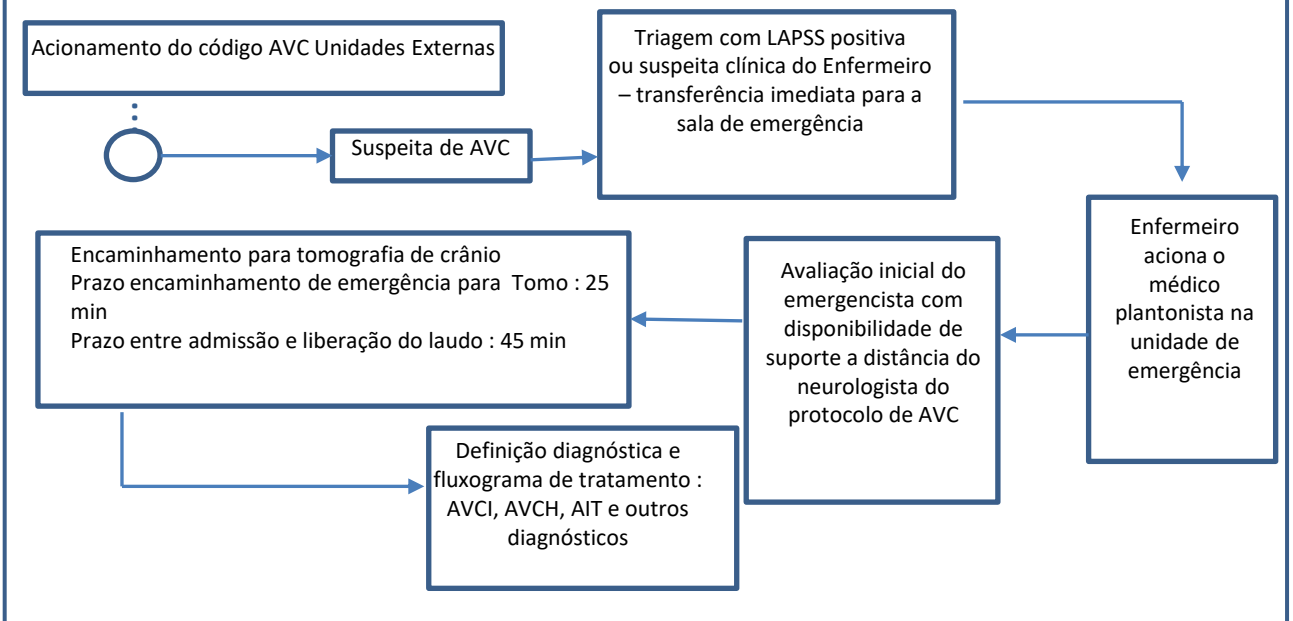 Acionamento do código AVC Unidades Externas
Suspeita de AVC
Triagem com LAPSS positiva
ou suspeita clínica do Enfermeiro
– transferência imediata para a
sala de emergência
Enfermeiro
aciona o
médico
plantonista na
unidade de
emergência
Avaliação inicial do
emergencista com
disponibilidade de
suporte a distância do
neurologista do
protocolo de AVC
Encaminhamento para tomografia de crânio
Prazo encaminhamento de emergência para Tomo : 25
min
Prazo entre admissão e liberação do laudo : 45 min
Definição diagnóstica e
fluxograma de tratamento :
AVCI, AVCH, AIT e outros
diagnósticos